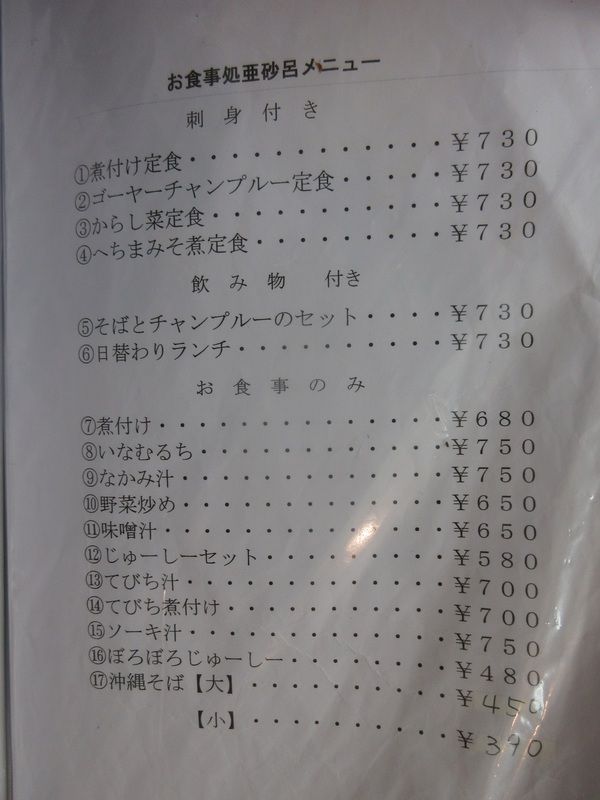 お食事処亜砂呂メニュー
刺身付き
①煮付け定食・・・・・・・・・・・・¥730
②ゴーヤーチャンプルー定食・・・・・¥730
③からし菜定食・・・・・・・・・・・¥730
④へちまみそ煮定食・・・・・・・・・¥730
飲み物 付き
⑤そばとチャンプルーのセット・・・・¥730
⑥日替わりランチ・・・・・・・・・・¥730
お食事のみ
⑦煮付け・・・・・・・・・・・・・・¥680
⑧いなむるち・・・・・・・・・・・・¥750
⑨なかみ汁・・・・・・・・・・・・・¥750
⑩野菜炒め・・・・・・・・・・・・・¥650
⑪味噌汁・・・・・・・・・・・・・・¥650
⑫じゅーしーセット・・・・・・・・・¥580
⑬てびち汁・・・・・・・・・・・・・¥700
⑭てびち煮付け・・・・・・・・・・・¥700
⑮ソーキ汁・・・・・・・・・・・・・¥750
⑯ぼろぼろじゅーしー・・・・・・・・¥480
⑰沖縄そば【大】・・・・・・・・・・¥450
【小】・・・・・・・・・・¥390